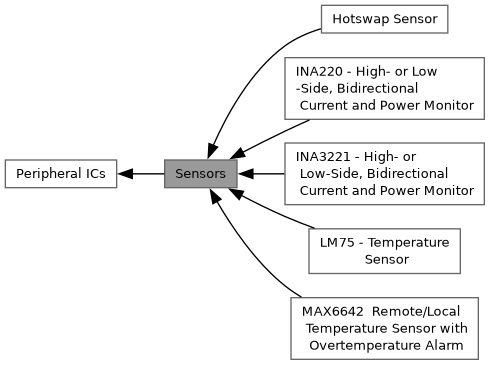 Hotswap Sensor
INA220 - High- or Low
-Side, Bidirectional
Current and Power Monitor
INA3221 - High- or
Low-Side, Bidirectional
Current and Power Monitor
Peripheral ICs
Sensors
LM75 - Temperature
Sensor
MAX6642 Remote/Local
Temperature Sensor with
Overtemperature Alarm